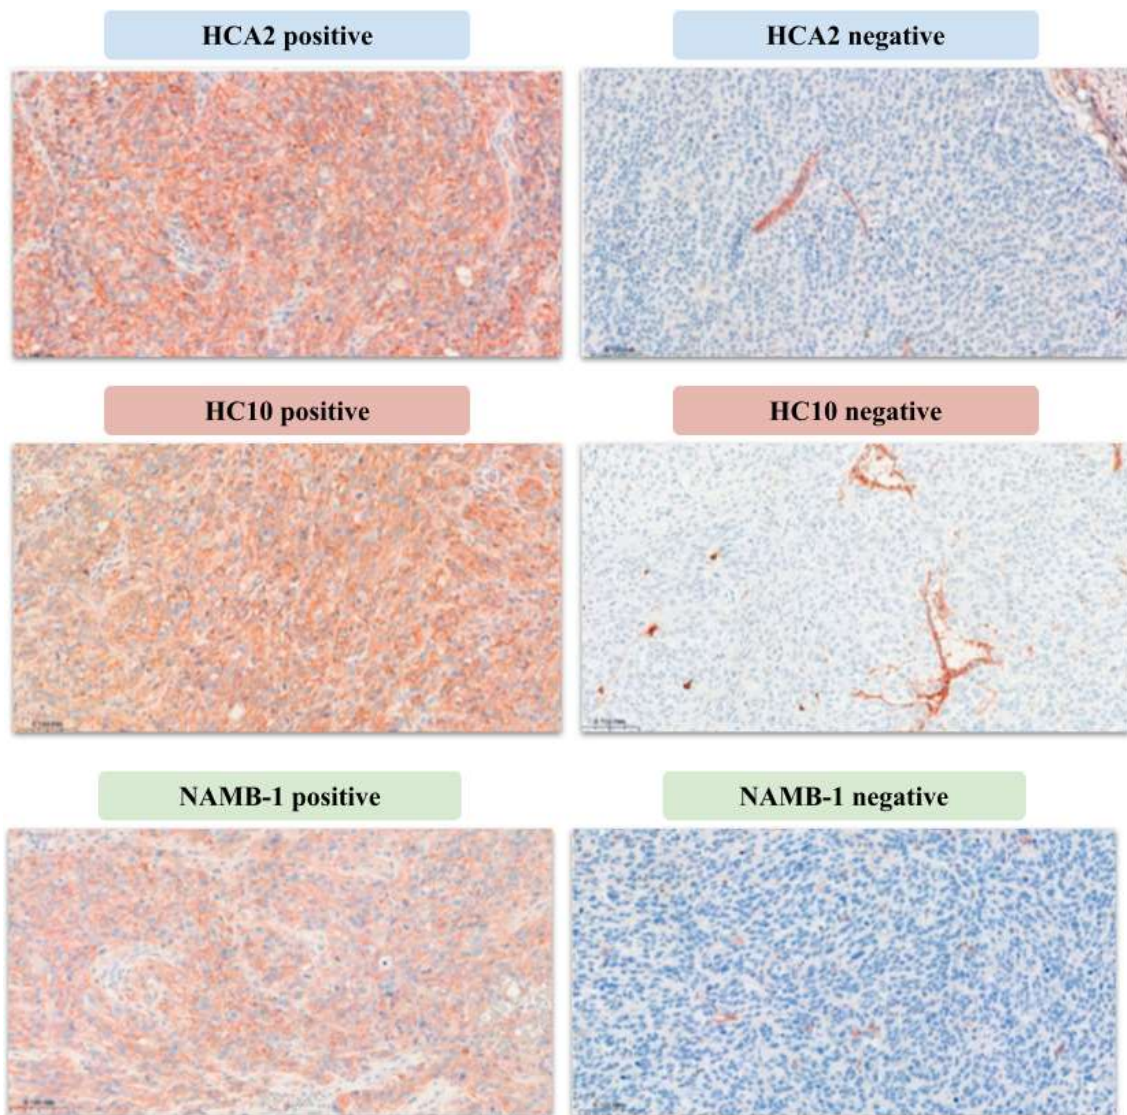 HCA2 positive
HCA2 negative
HC10 positive
HC10 negative
NAMB-1 positive
NAMB-1 negative